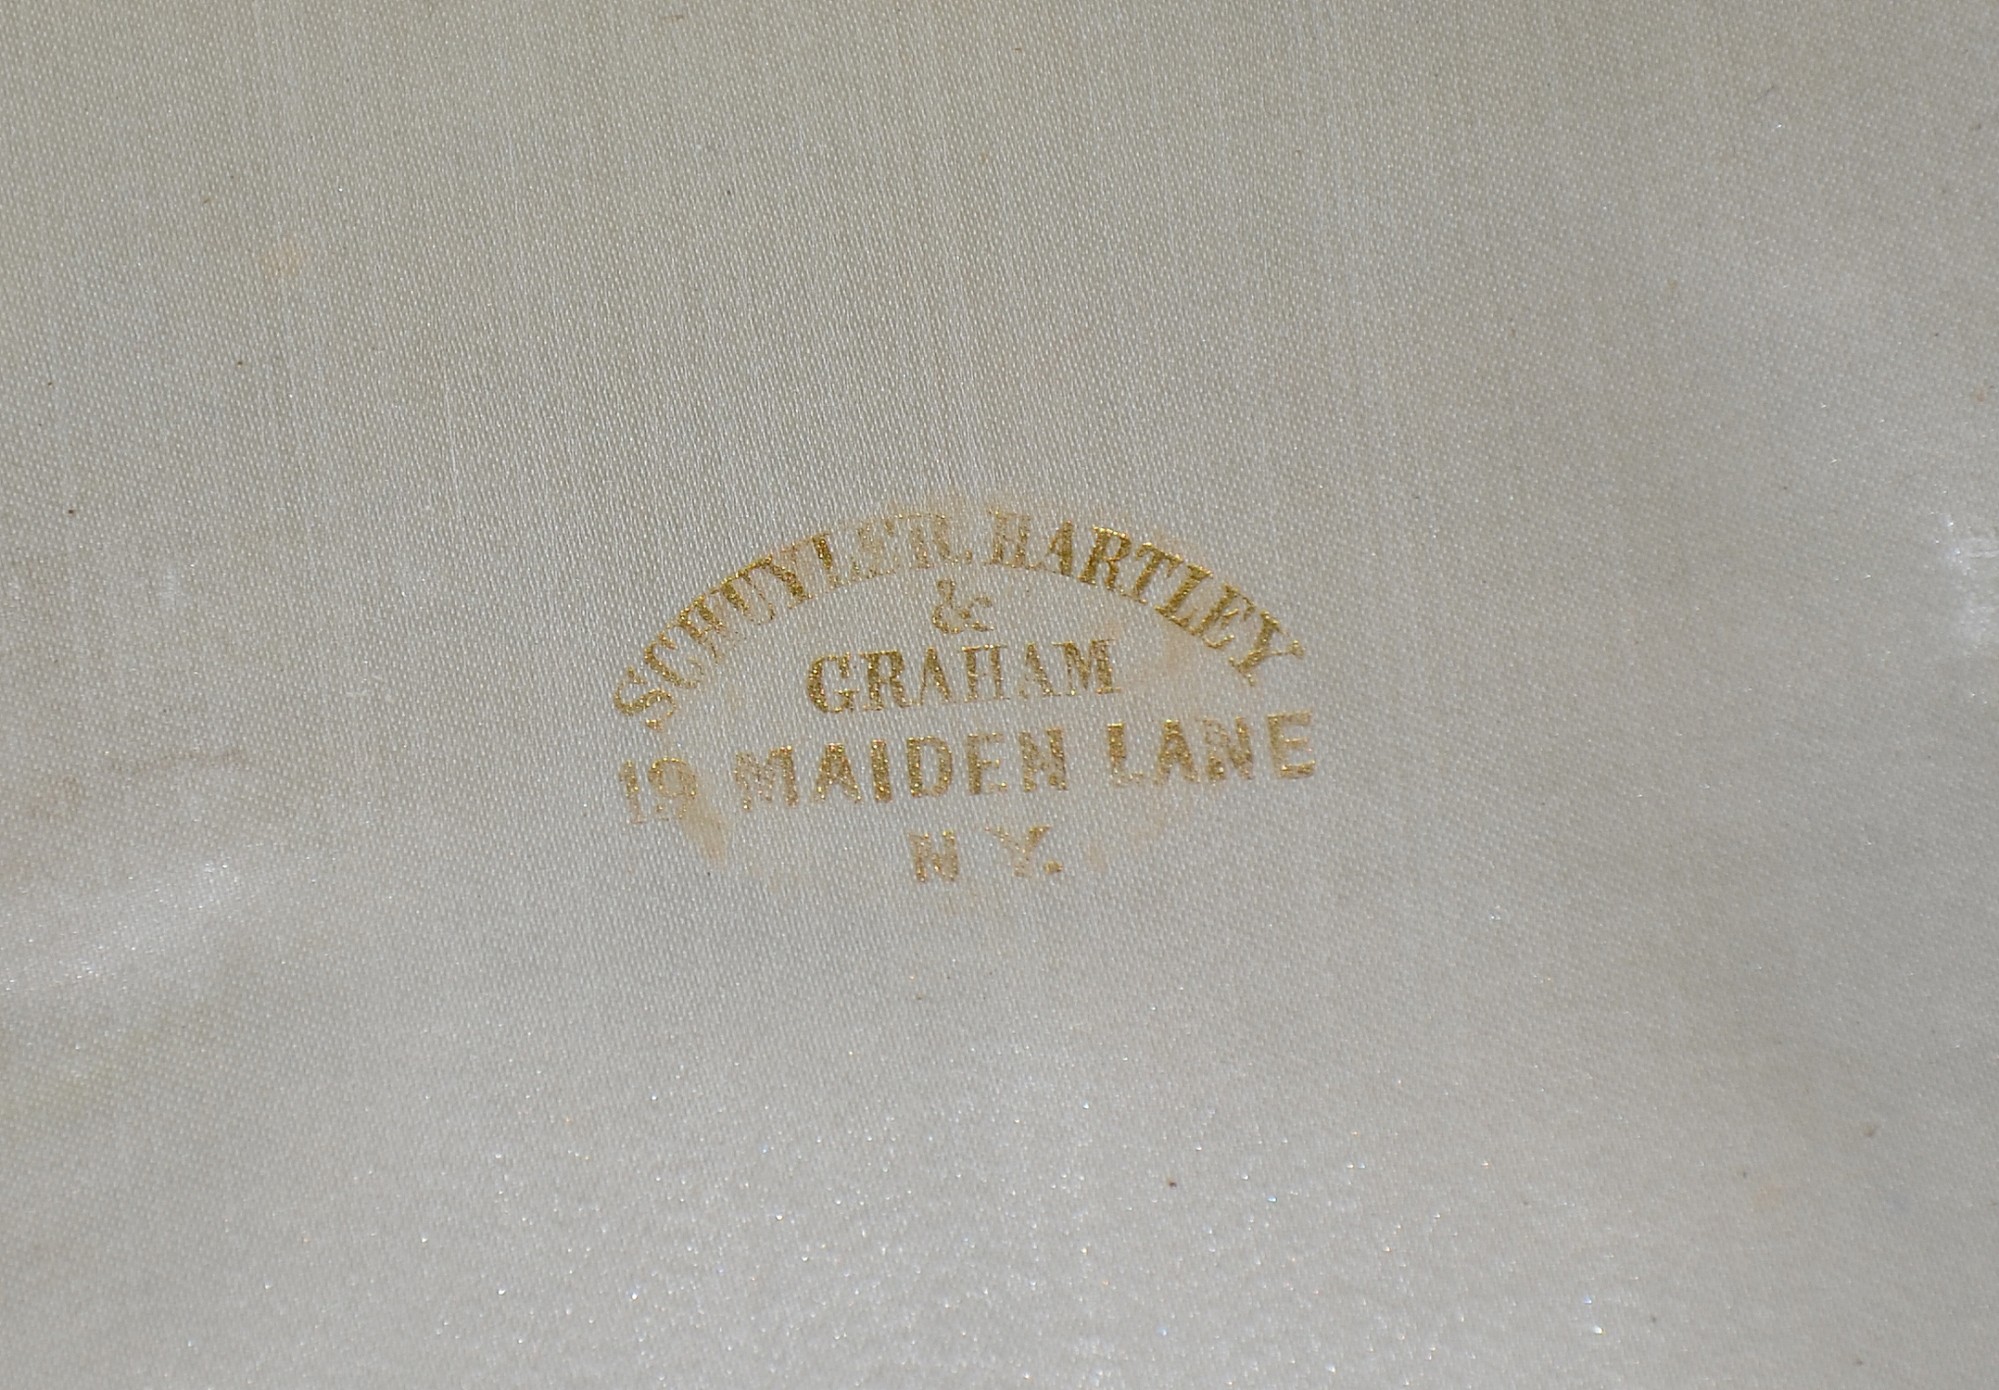 SCHUYLER, HARTLEY
&
GRAHAM
19 MAIDEN LANE
N Y.